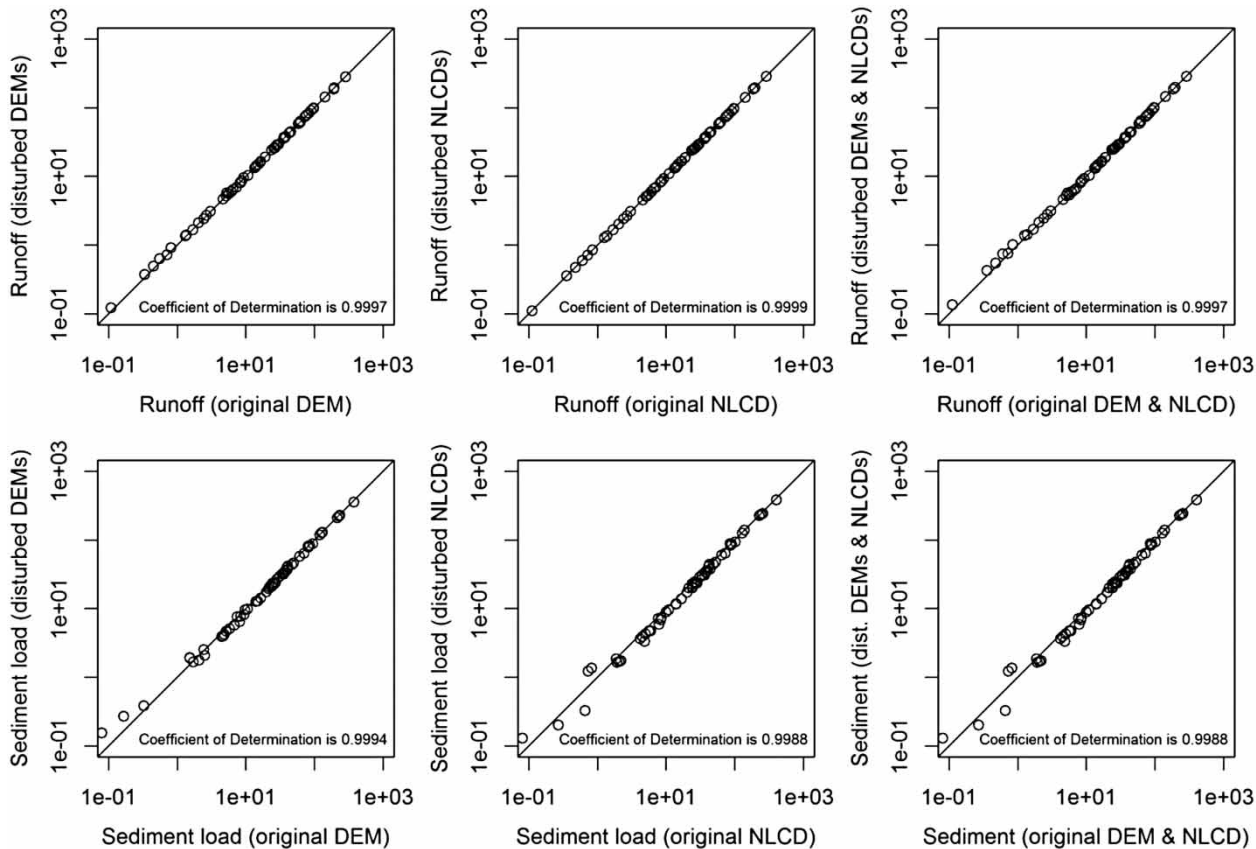 Runoff (disturbed DEMs)
1e-01 1e+01 1e+03
Coefficient of Determination is 0.9997
1e-01 1e+01 1e+03
Runoff (original DEM)
Runoff (disturbed NLCDs)
1e-01 1e+01 1e+03
Coefficient of Determination is 0.9999
1e-01 1e+01 1e+03
Runoff (original NLCD)
Runoff (disturbed DEMs & NLCDs)
1e-01 1e+01 1e+03
Coefficient of Determination is 0.9997
1e-01 1e+01 1e+03
Runoff (original DEM & NLCD)
Sediment load (disturbed DEMs)
1e-01 1e+01 1e+03
Coefficient of Determination is 0.9994
1e-01 1e+01 1e+03
Sediment load (original DEM)
Sediment load (disturbed NLCDs)
1e-01 1e+01 1e+03
Coefficient of Determination is 0.9988
1e-01 1e+01 1e+03
Sediment load (original NLCD)
Sediment load (dist. DEMs & NLCDs)
1e-01 1e+01 1e+03
Coefficient of Determination is 0.9988
1e-01 1e+01 1e+03
Sediment (original DEM & NLCD)